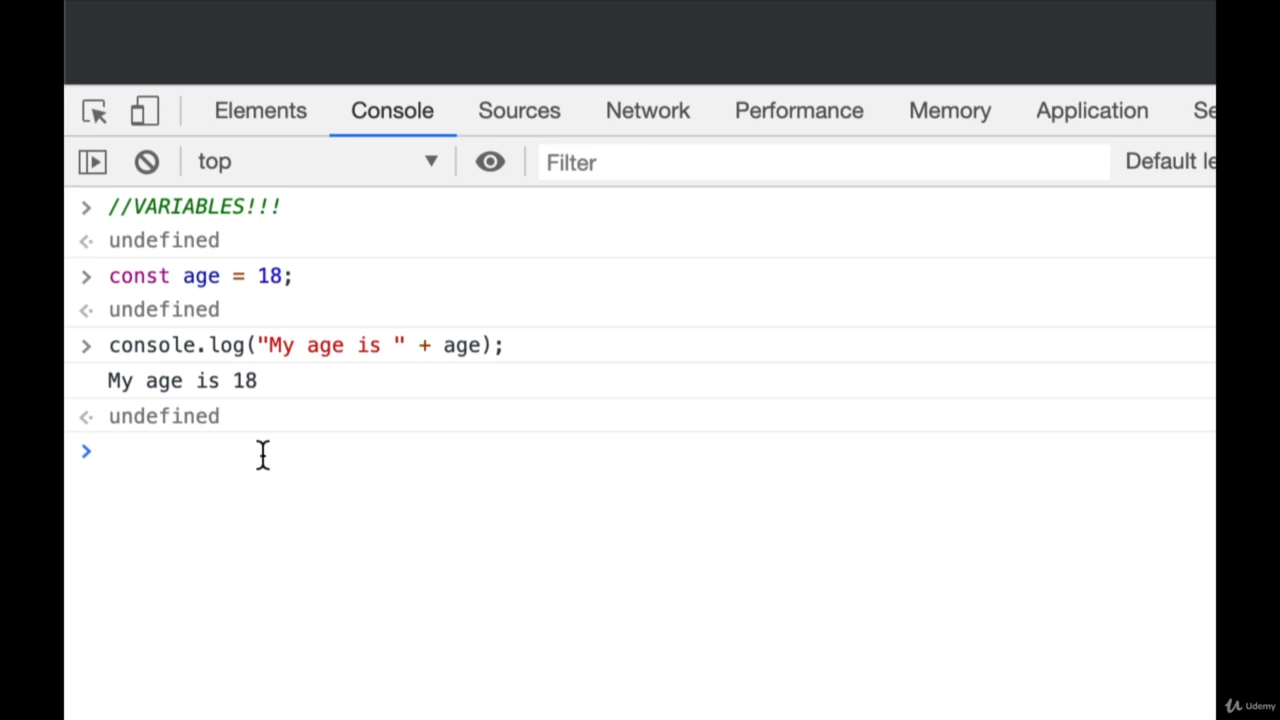 Elements Console Sources Network Performance Memory Application Se
top Filter Default le
//VARIABLES!!!
undefined
const age = 18;
undefined
console.log("My age is " + age);
My age is 18
undefined
Udemy